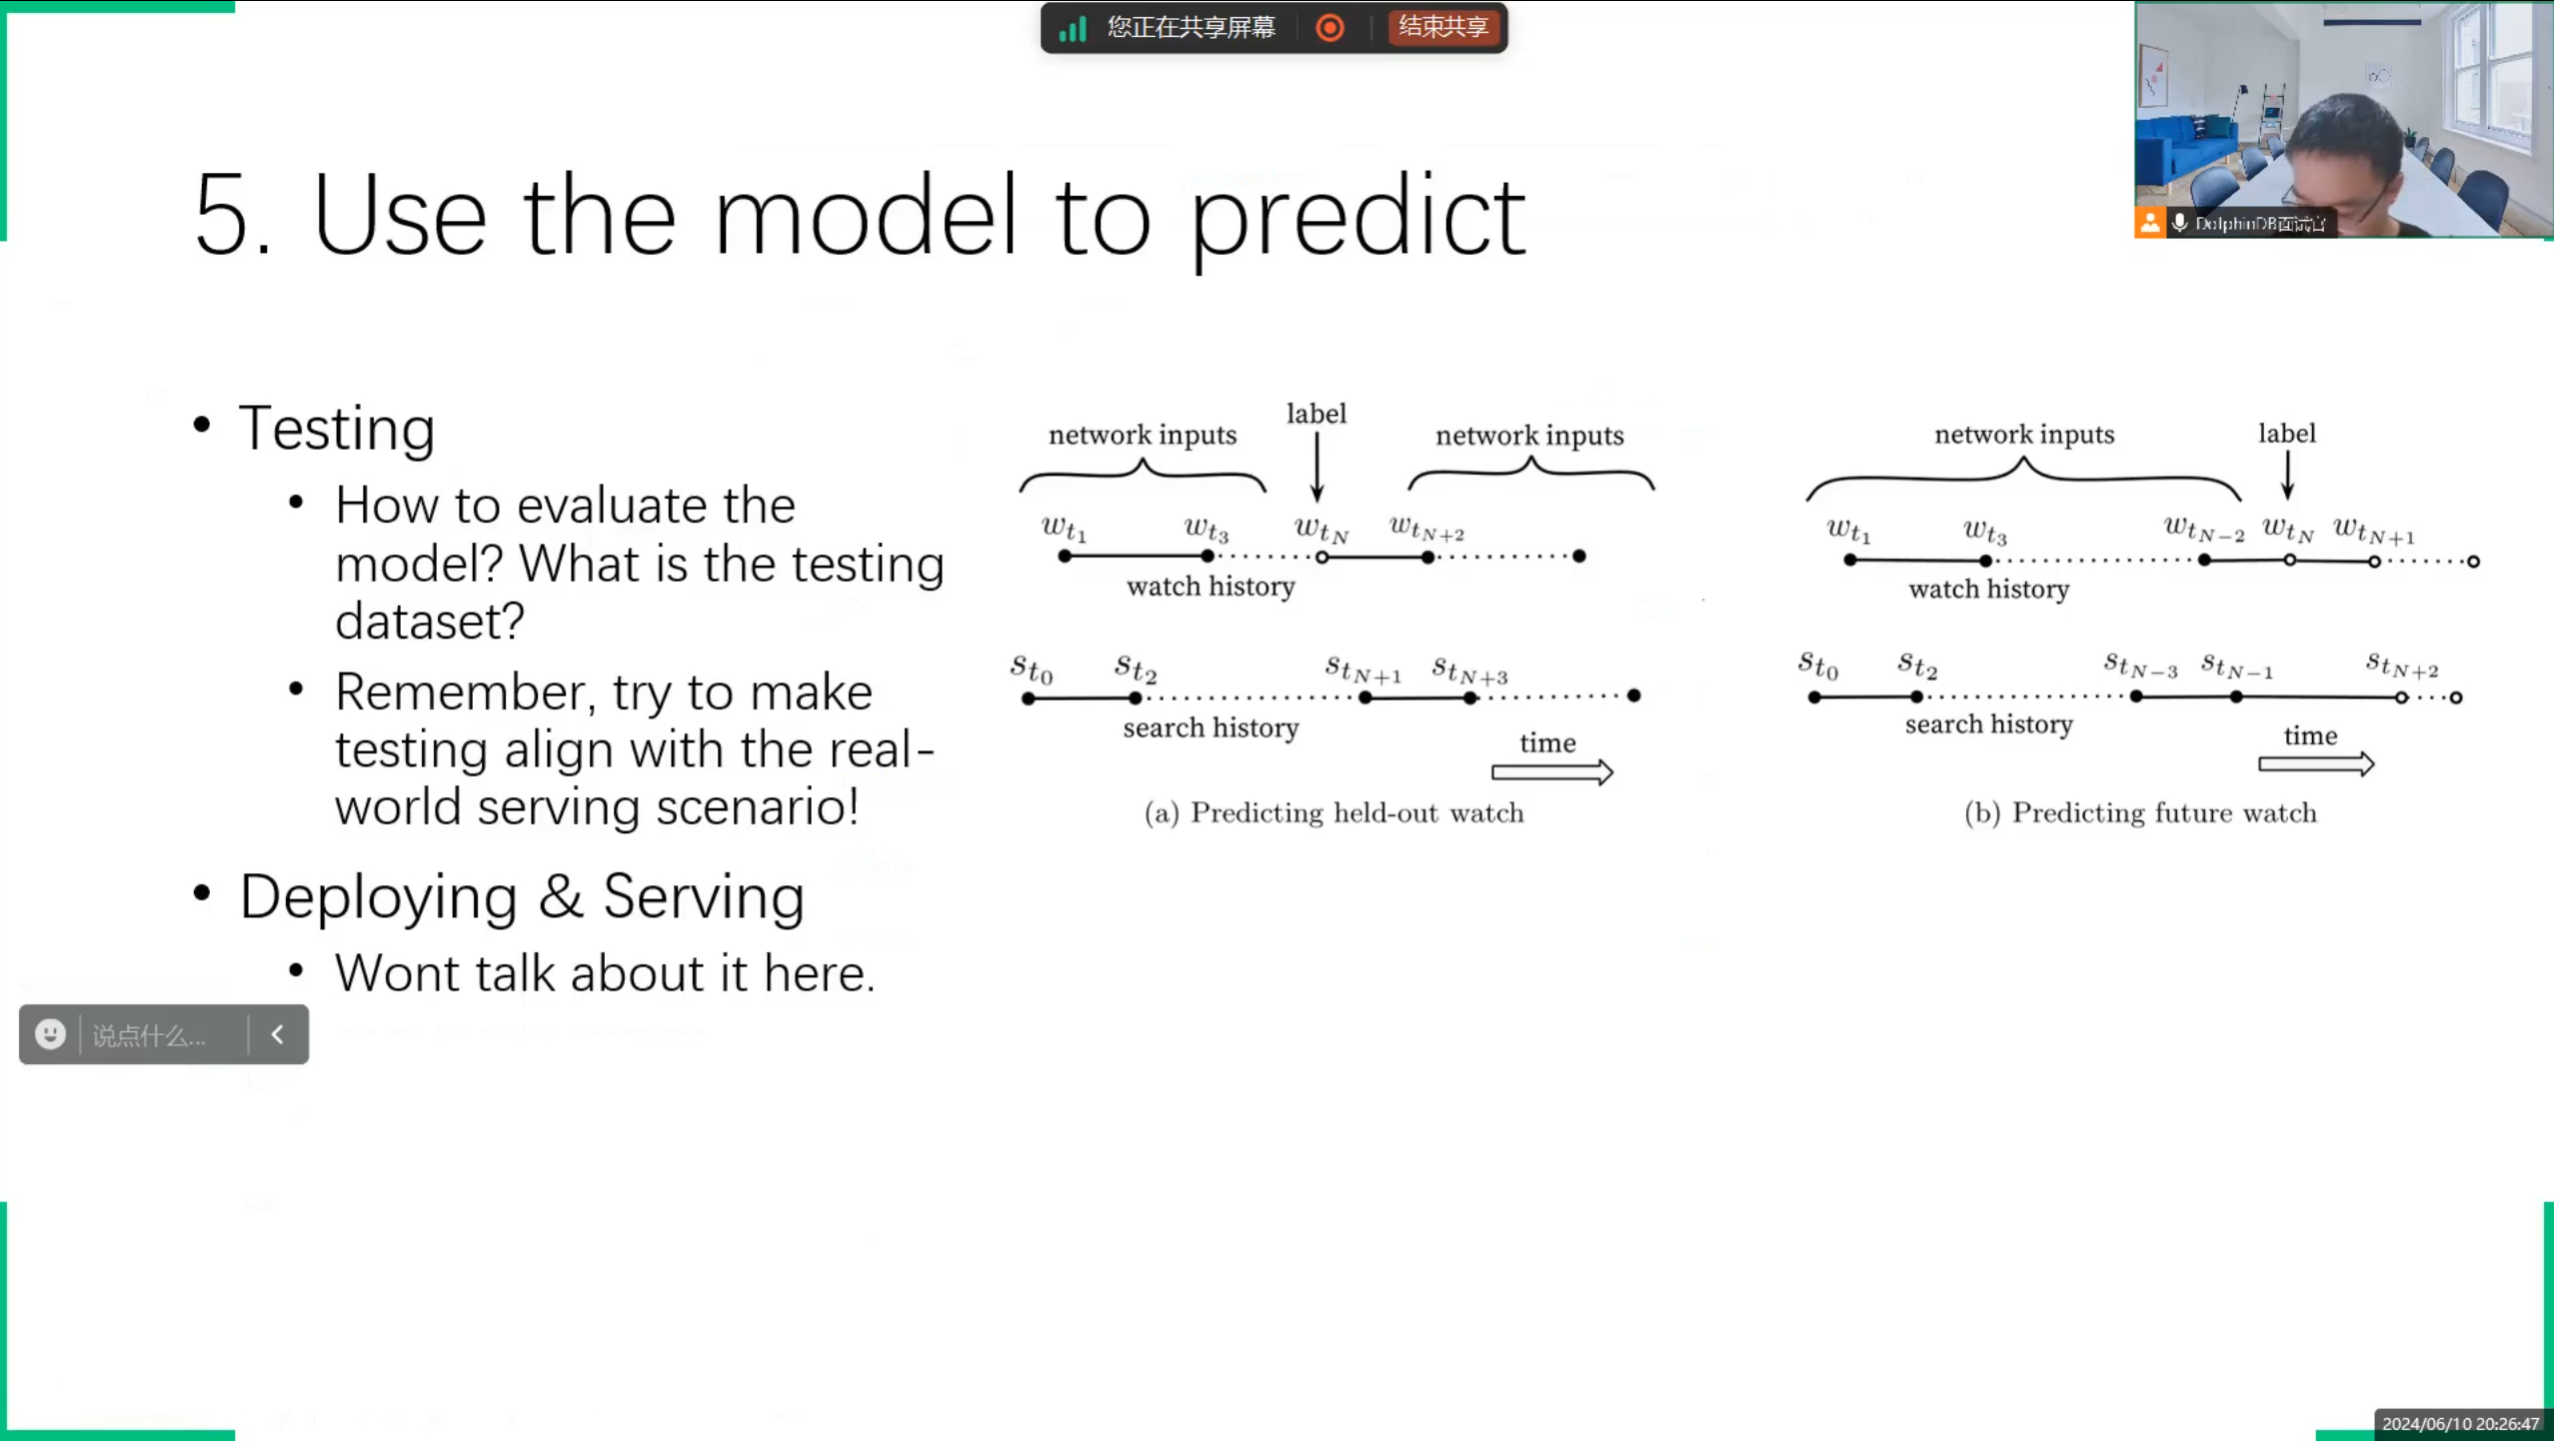 您正在共享屏幕
结束共享
DolphinDB面试官
5. Use the model to predict
• Testing
• How to evaluate the
model? What is the testing
dataset?
• Remember, try to make
testing align with the real-
world serving scenario!
• Deploying & Serving
• Wont talk about it here.
label
network inputs
network inputs
w_{t_1} w_{t_3} w_{t_N} w_{t_{N+2}}
watch history
s_{t_0} s_{t_2} s_{t_{N+1}} s_{t_{N+3}}
search history
time
(a) Predicting held-out watch
network inputs
label
w_{t_1} w_{t_3} w_{t_{N-2}} w_{t_N} w_{t_{N+1}}
watch history
s_{t_0} s_{t_2} s_{t_{N-3}} s_{t_{N-1}} s_{t_{N+2}}
search history
time
(b) Predicting future watch
说点什么...
2024/06/10 20:26:47